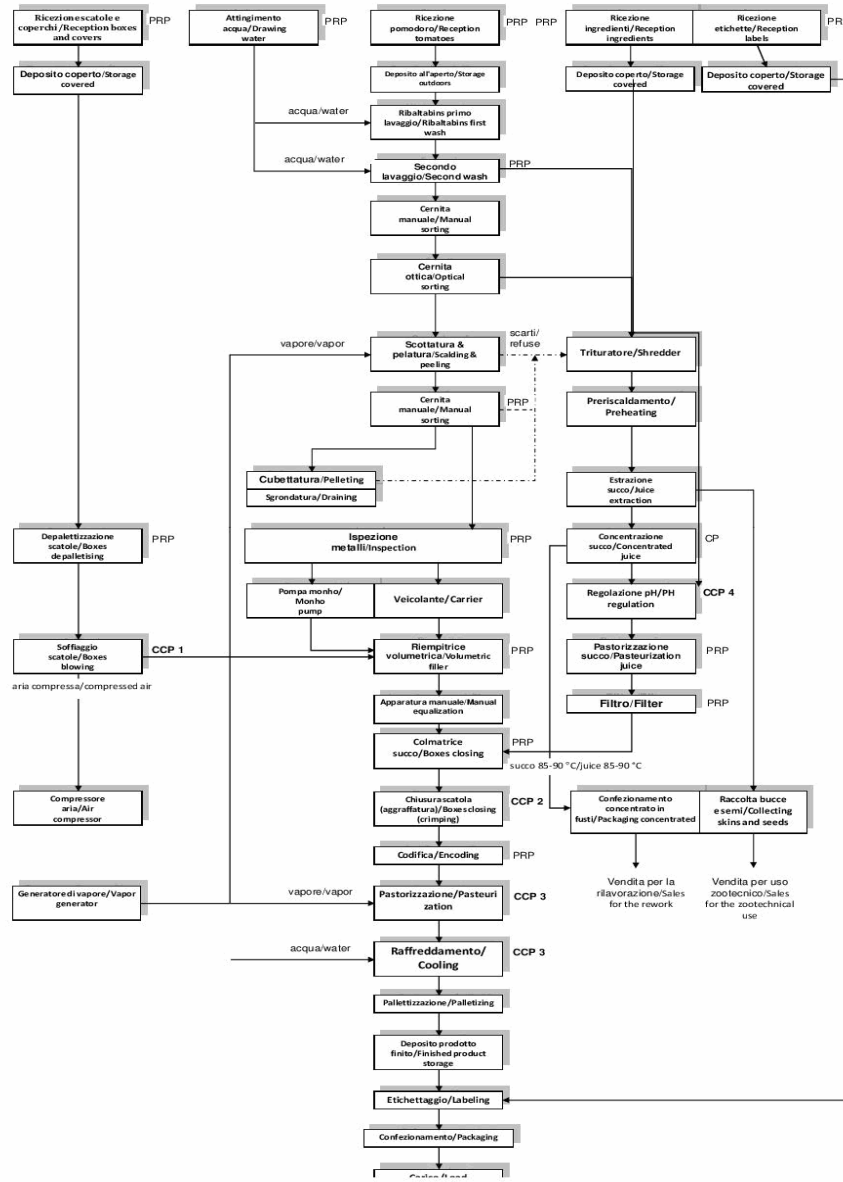 Ricezione scatole e
coperchi/Reception boxes
and covers
PRP
Attingimento
acqua/Drawing
water
PRP
Ricezione
pomodoro/Reception
tomatoes
PRP
PRP
Ricezione
ingredienti/Reception
ingredients
Ricezione
etichette/Reception
labels
PR
Deposito coperto/Storage
covered
Deposito all'aperto/Storage
outdoors
Deposito coperto/Storage
covered
Deposito coperto/Storage
covered
acqua/water
Ribaltabins primo
lavaggio/Ribaltabins first
wash
acqua/water
Secondo
lavaggio/Second wash
PRP
Cernita
manuale/Manual
sorting
Cernita
ottica/Optical
sorting
vapore/vapor
Scottatura &
pelatura/Scalding &
peeling
scarti/
refuse
Trituratore/Shredder
Cernita
manuale/Manual
sorting
PRP
Preriscaldamento/
Preheating
Cubettatura/Pelleting
Sgrondatura/Draining
Estrazione
succo/Juice
extraction
Depalettizzazione
scatole/Boxes
depalletising
PRP
Ispezione
metalli/Inspection
PRP
Concentrazione
succo/Concentrated
juice
CP
Pompa monho/
Monho
pump
Veicolante/Carrier
Regolazione pH/PH
regulation
CCP 4
Soffiaggio
scatole/Boxes
blowing
CCP 1
Riempitrice
volumetrica/Volumetric
filler
PRP
Pastorizzazione
succo/Pasteurization
juice
PRP
aria compressa/compressed air
Apparatura manuale/Manual
equalization
Filtro/Filter
PRP
Colmatrice
succo/Boxes closing
PRP
succo 85-90 °C/juice 85-90 °C
Compressore
aria/Air
compressor
Chiusura scatola
(aggraffatura)/Boxes closing
(crimping)
CCP 2
Confezionamento
concentrato in
fusti/Packaging concentrated
Raccolta bucce
e semi/Collecting
skins and seeds
Codifica/Encoding
PRP
Generatore di vapore/Vapor
generator
vapore/vapor
Pastorizzazione/Pasteuri
zation
CCP 3
Vendita per la
rilavorazione/Sales
for the rework
Vendita per uso
zootecnico/Sales
for the zootechnical
use
acqua/water
Raffreddamento/
Cooling
CCP 3
Pallettizzazione/Palletizing
Deposito prodotto
finito/Finished product
storage
Etichettaggio/Labeling
Confezionamento/Packaging